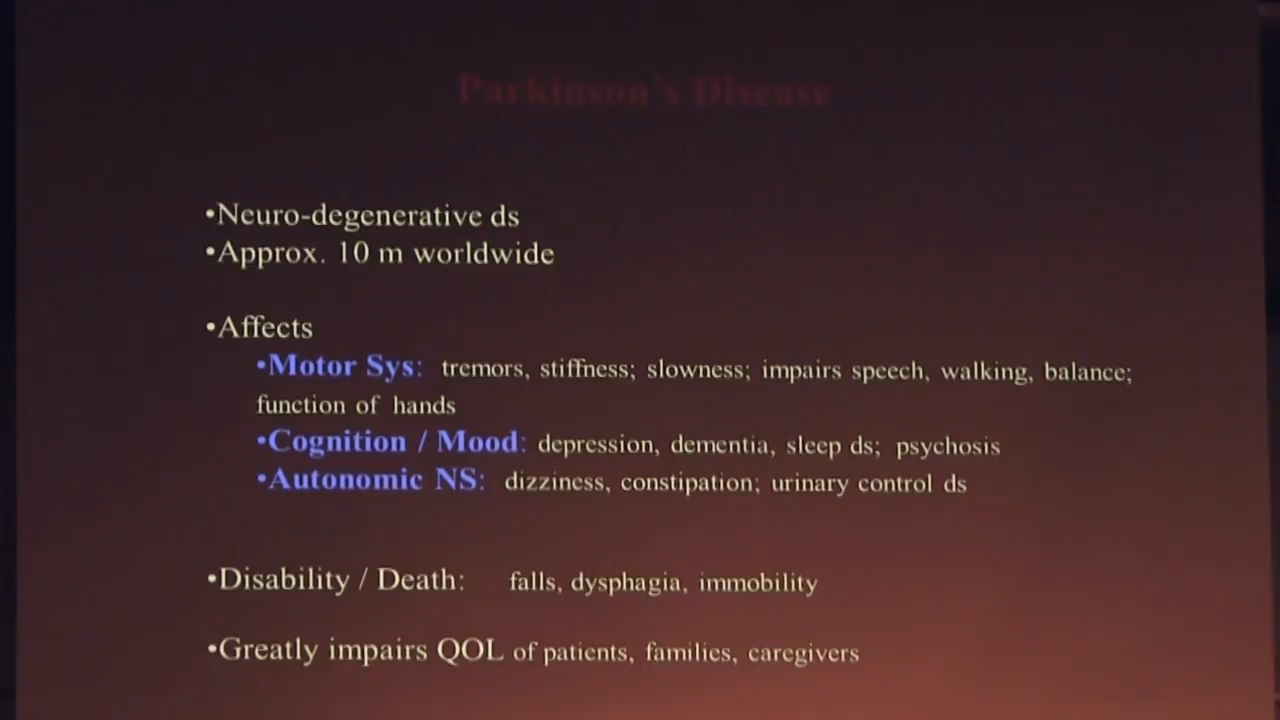 Parkinson's Disease
•Neuro-degenerative ds
•Approx. 10 m worldwide
•Affects
•Motor Sys: tremors, stiffness; slowness; impairs speech, walking, balance;
function of hands
•Cognition / Mood: depression, dementia, sleep ds; psychosis
•Autonomic NS: dizziness, constipation; urinary control ds
•Disability / Death: falls, dysphagia, immobility
•Greatly impairs QOL of patients, families, caregivers